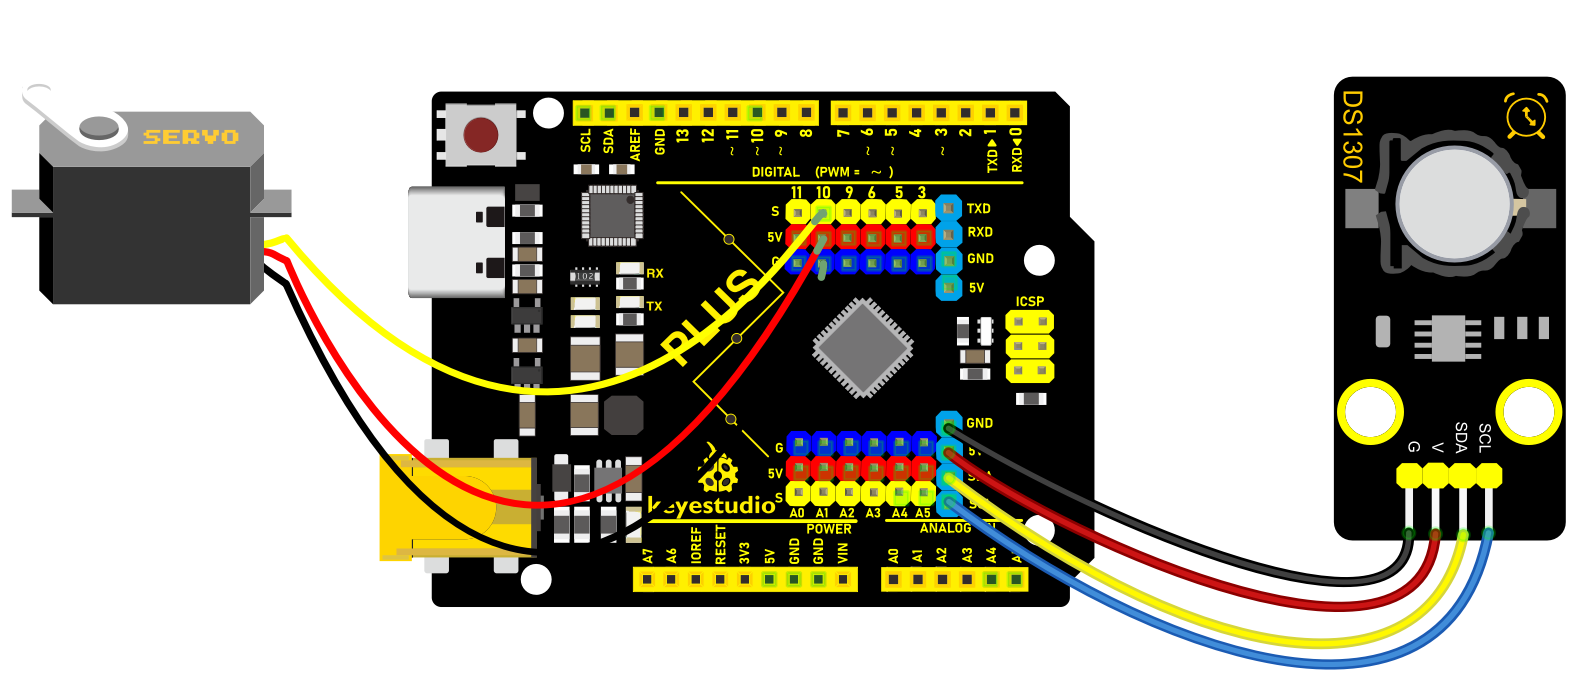 SERVO
SCL
SDA
AREF
GND
13
12
~11
~10
~9
8
7
~6
~5
4
~3
2
TXD▶1
RXD◀0
DIGITAL (PWM = ~ )
11 10 9 6 5 3
S
5V
G
TXD
RXD
GND
5V
102
RX
TX
PLUS
ICSP
GND
G
5V
S
keyestudio
A0 A1 A2 A3 A4 A5
POWER
ANALOG
A7
A6
IOREF
RESET
3V3
5V
GND
GND
VIN
A0
A1
A2
A3
A4
DS1307
G
V
SDA
SCL